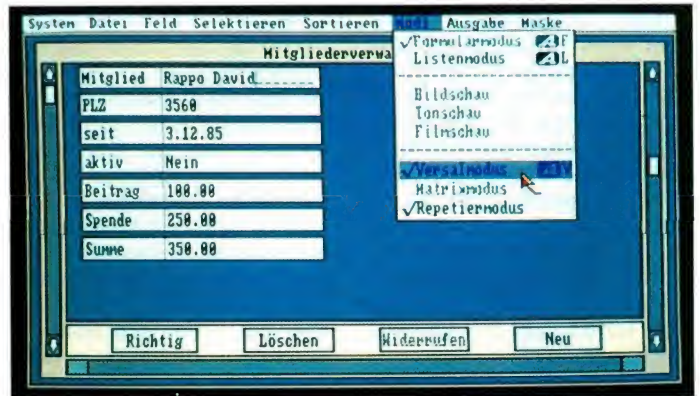 System Datei Feld Selektieren Sortieren Modi Ausgabe Maske
Mitgliederverwa
✓Formularmodus F
Listenmodus L
Bildschau
Tonschau
Filmschau
✓Versalmodus V
Matrixmodus
✓Repetiermodus
Mitglied Rappo David
PLZ 3560
seit 3.12.85
aktiv Nein
Beitrag 100.00
Spende 250.00
Summe 350.00
Richtig Löschen Widerrufen Neu